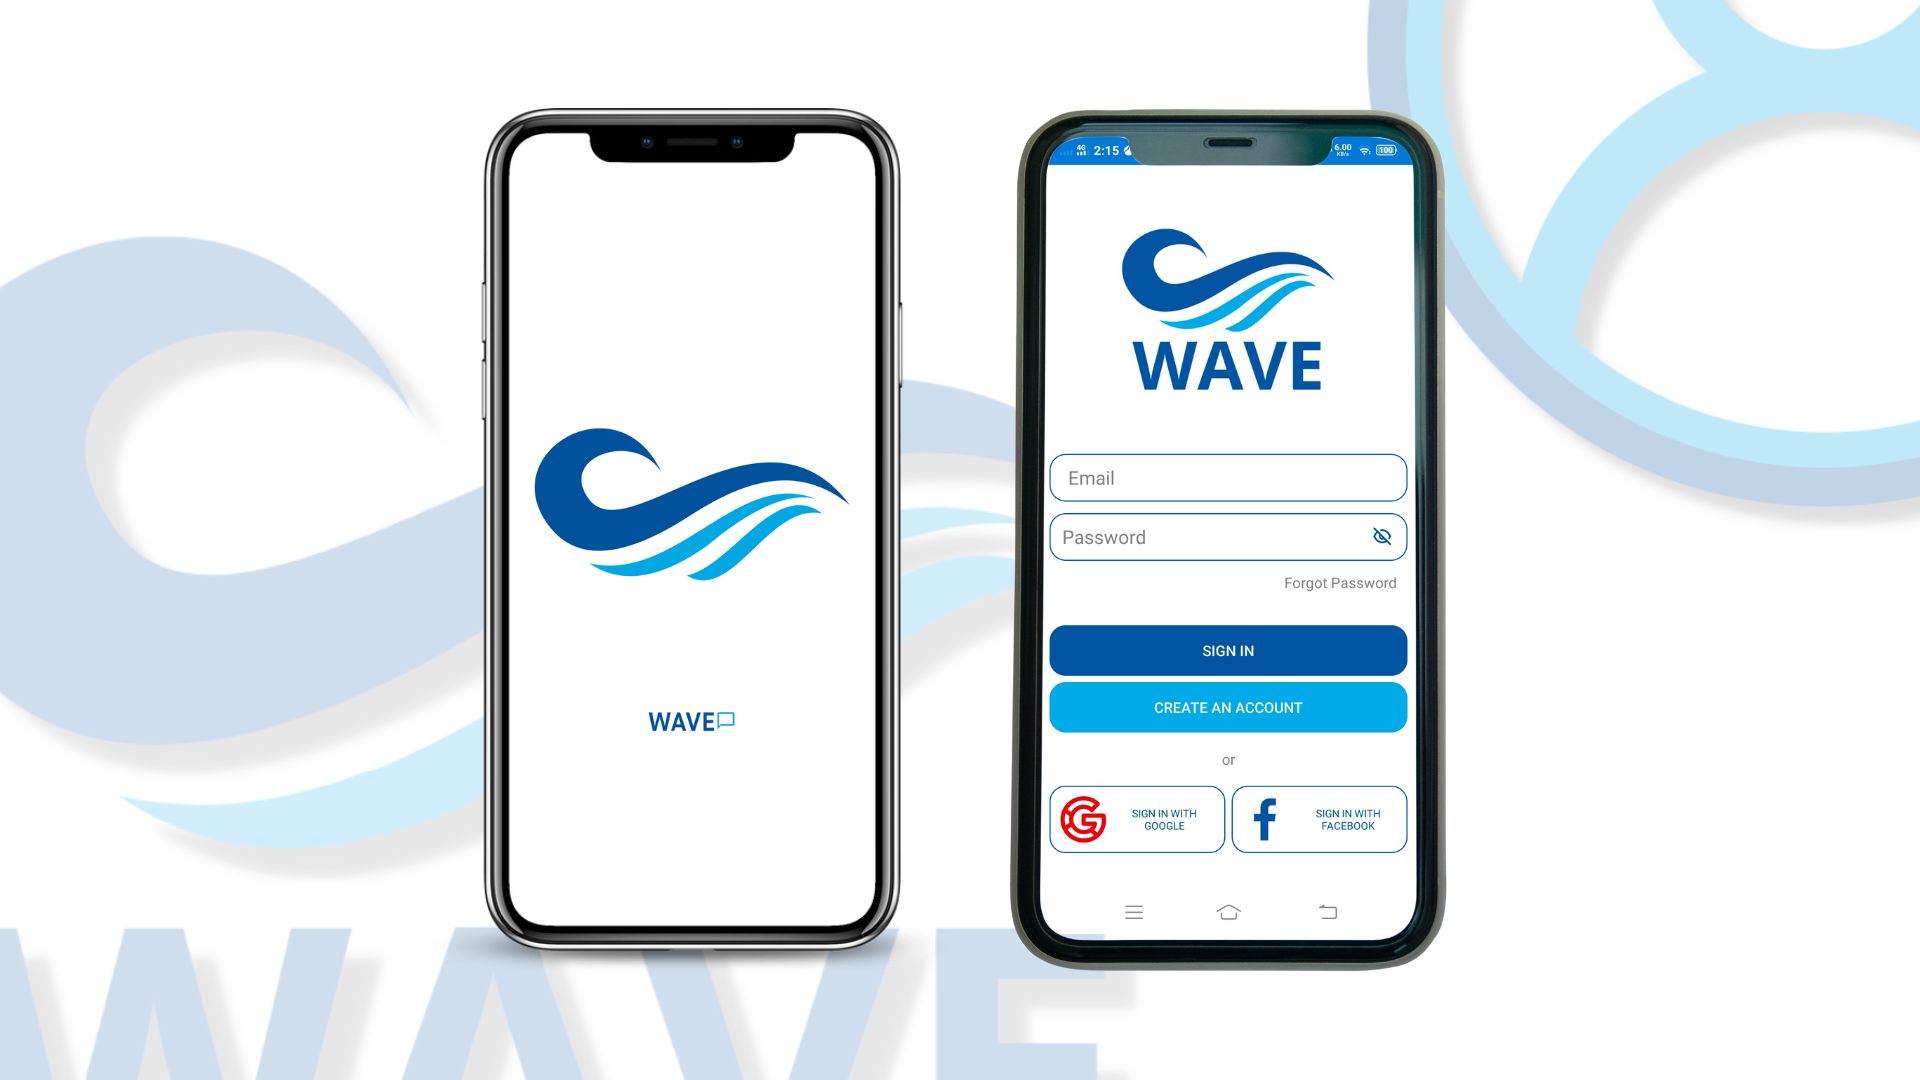 WAVE
4G
2:15
6.00
KB/s
100
WAVE
Email
Password
Forgot Password
SIGN IN
CREATE AN ACCOUNT
or
SIGN IN WITH
GOOGLE
SIGN IN WITH
FACEBOOK
WAVE